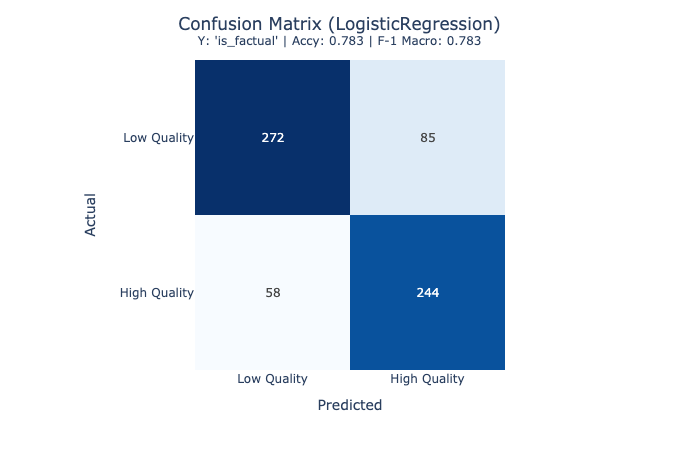 Confusion Matrix (LogisticRegression)
Y: 'is_factual' | Accy: 0.783 | F-1 Macro: 0.783
Low Quality
272
85
Actual
High Quality
58
244
Low Quality
High Quality
Predicted